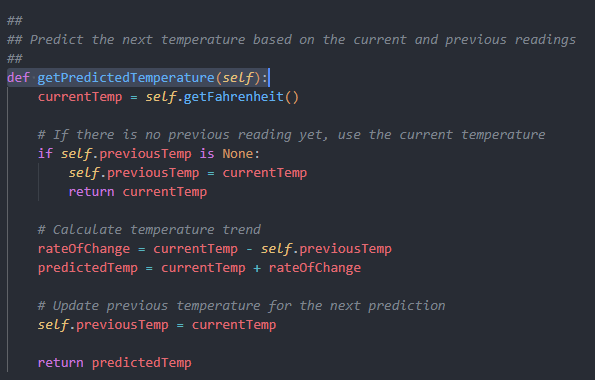 ##
## Predict the next temperature based on the current and previous readings
##
def getPredictedTemperature(self):
    currentTemp = self.getFahrenheit()

    # If there is no previous reading yet, use the current temperature
    if self.previousTemp is None:
        self.previousTemp = currentTemp
        return currentTemp

    # Calculate temperature trend
    rateOfChange = currentTemp - self.previousTemp
    predictedTemp = currentTemp + rateOfChange

    # Update previous temperature for the next prediction
    self.previousTemp = currentTemp

    return predictedTemp